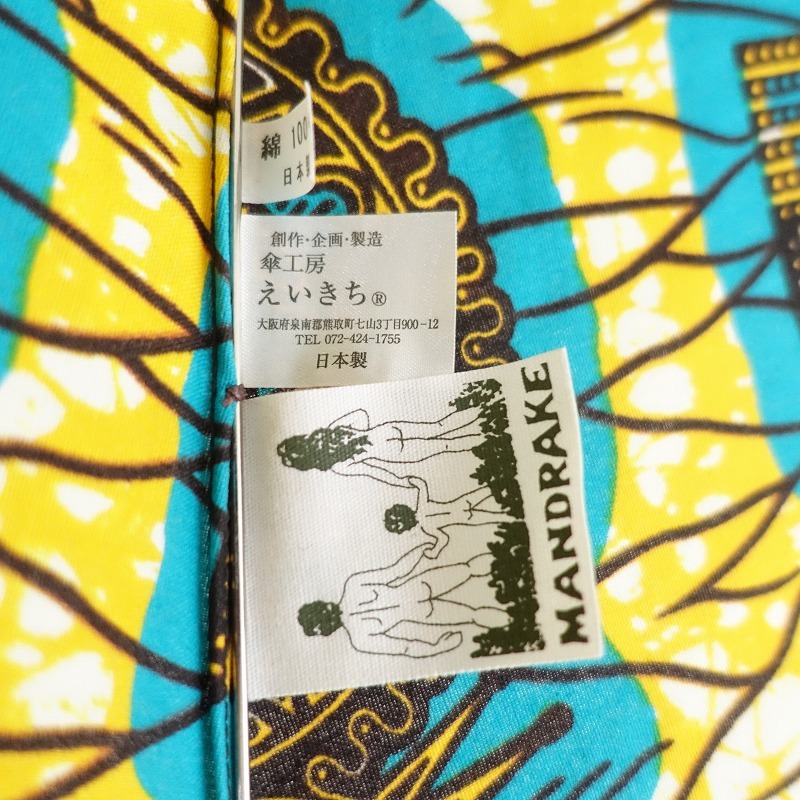 綿 100
日本製
創作・企画・製造
傘工房
えいきち®
大阪府泉南郡熊取町七山3丁目900-12
TEL 072-424-1755
日本製
MANDRAKE